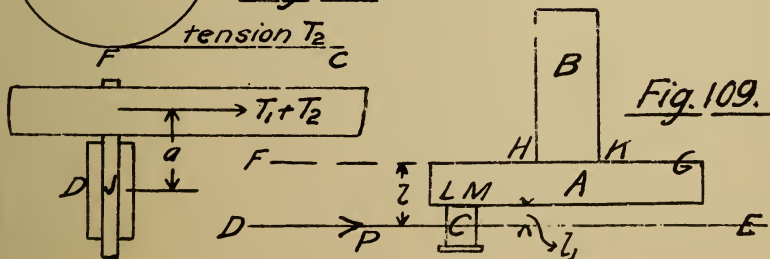 tension T₂
F C
B
T₁ + T₂
Fig. 109.
a
H K G
F
l
L M A
D J
D P C E
l₁